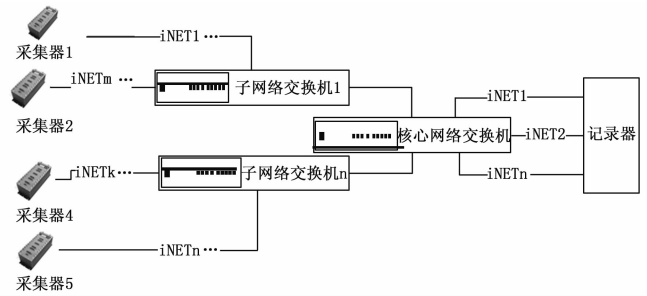 采集器1
iNET1 ···
iNETm ···
子网络交换机1
采集器2
核心网络交换机
iNET1
iNET2
iNETn
记录器
iNETk ···
子网络交换机n
采集器4
iNETn ···
采集器5